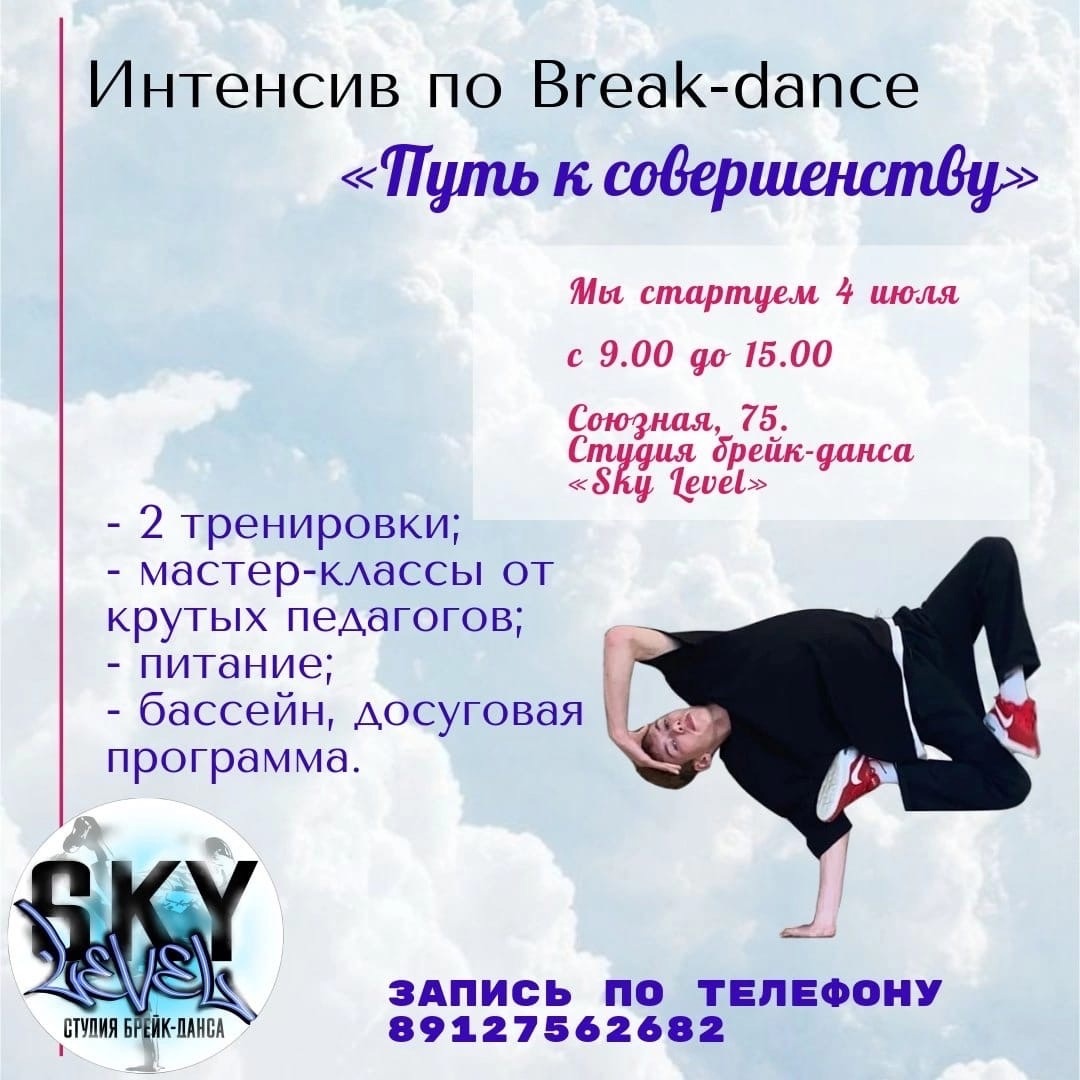 Интенсив по Break-dance
«Путь к совершенству»
Мы стартуем 4 июля
с 9.00 до 15.00
Союзная, 75.
Студия брейк-данса
«Sky Level»
- 2 тренировки;
- мастер-классы от
крутых педагогов;
- питание;
- бассейн, досуговая
программа.
SKY
LEVEL
СТУДИЯ БРЕЙК-ДАНСА
ЗАПИСЬ ПО ТЕЛЕФОНУ
89127562682